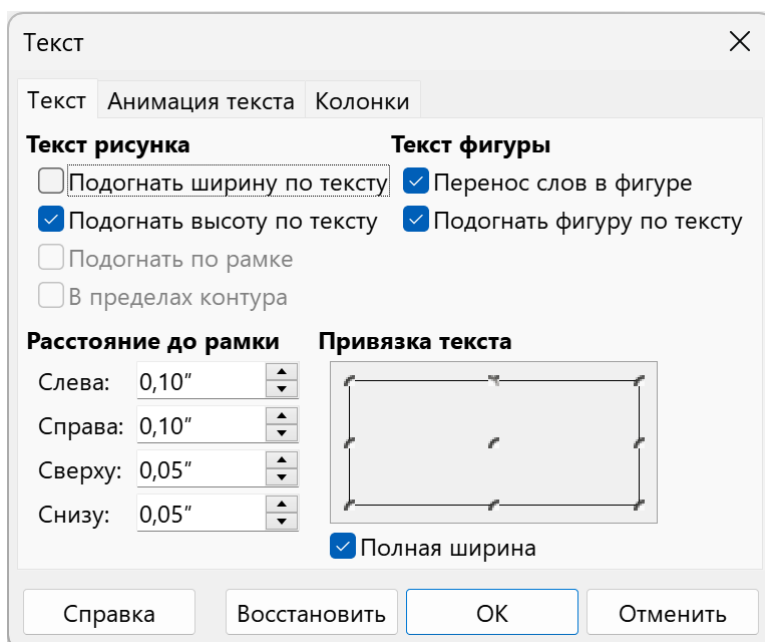 Текст
Текст Анимация текста Колонки
Текст рисунка Текст фигуры
Подогнать ширину по тексту Перенос слов в фигуре
Подогнать высоту по тексту Подогнать фигуру по тексту
Подогнать по рамке
В пределах контура
Расстояние до рамки Привязка текста
Слева: 0,10″
Справа: 0,10″
Сверху: 0,05″
Снизу: 0,05″
Полная ширина
Справка Восстановить ОК Отменить